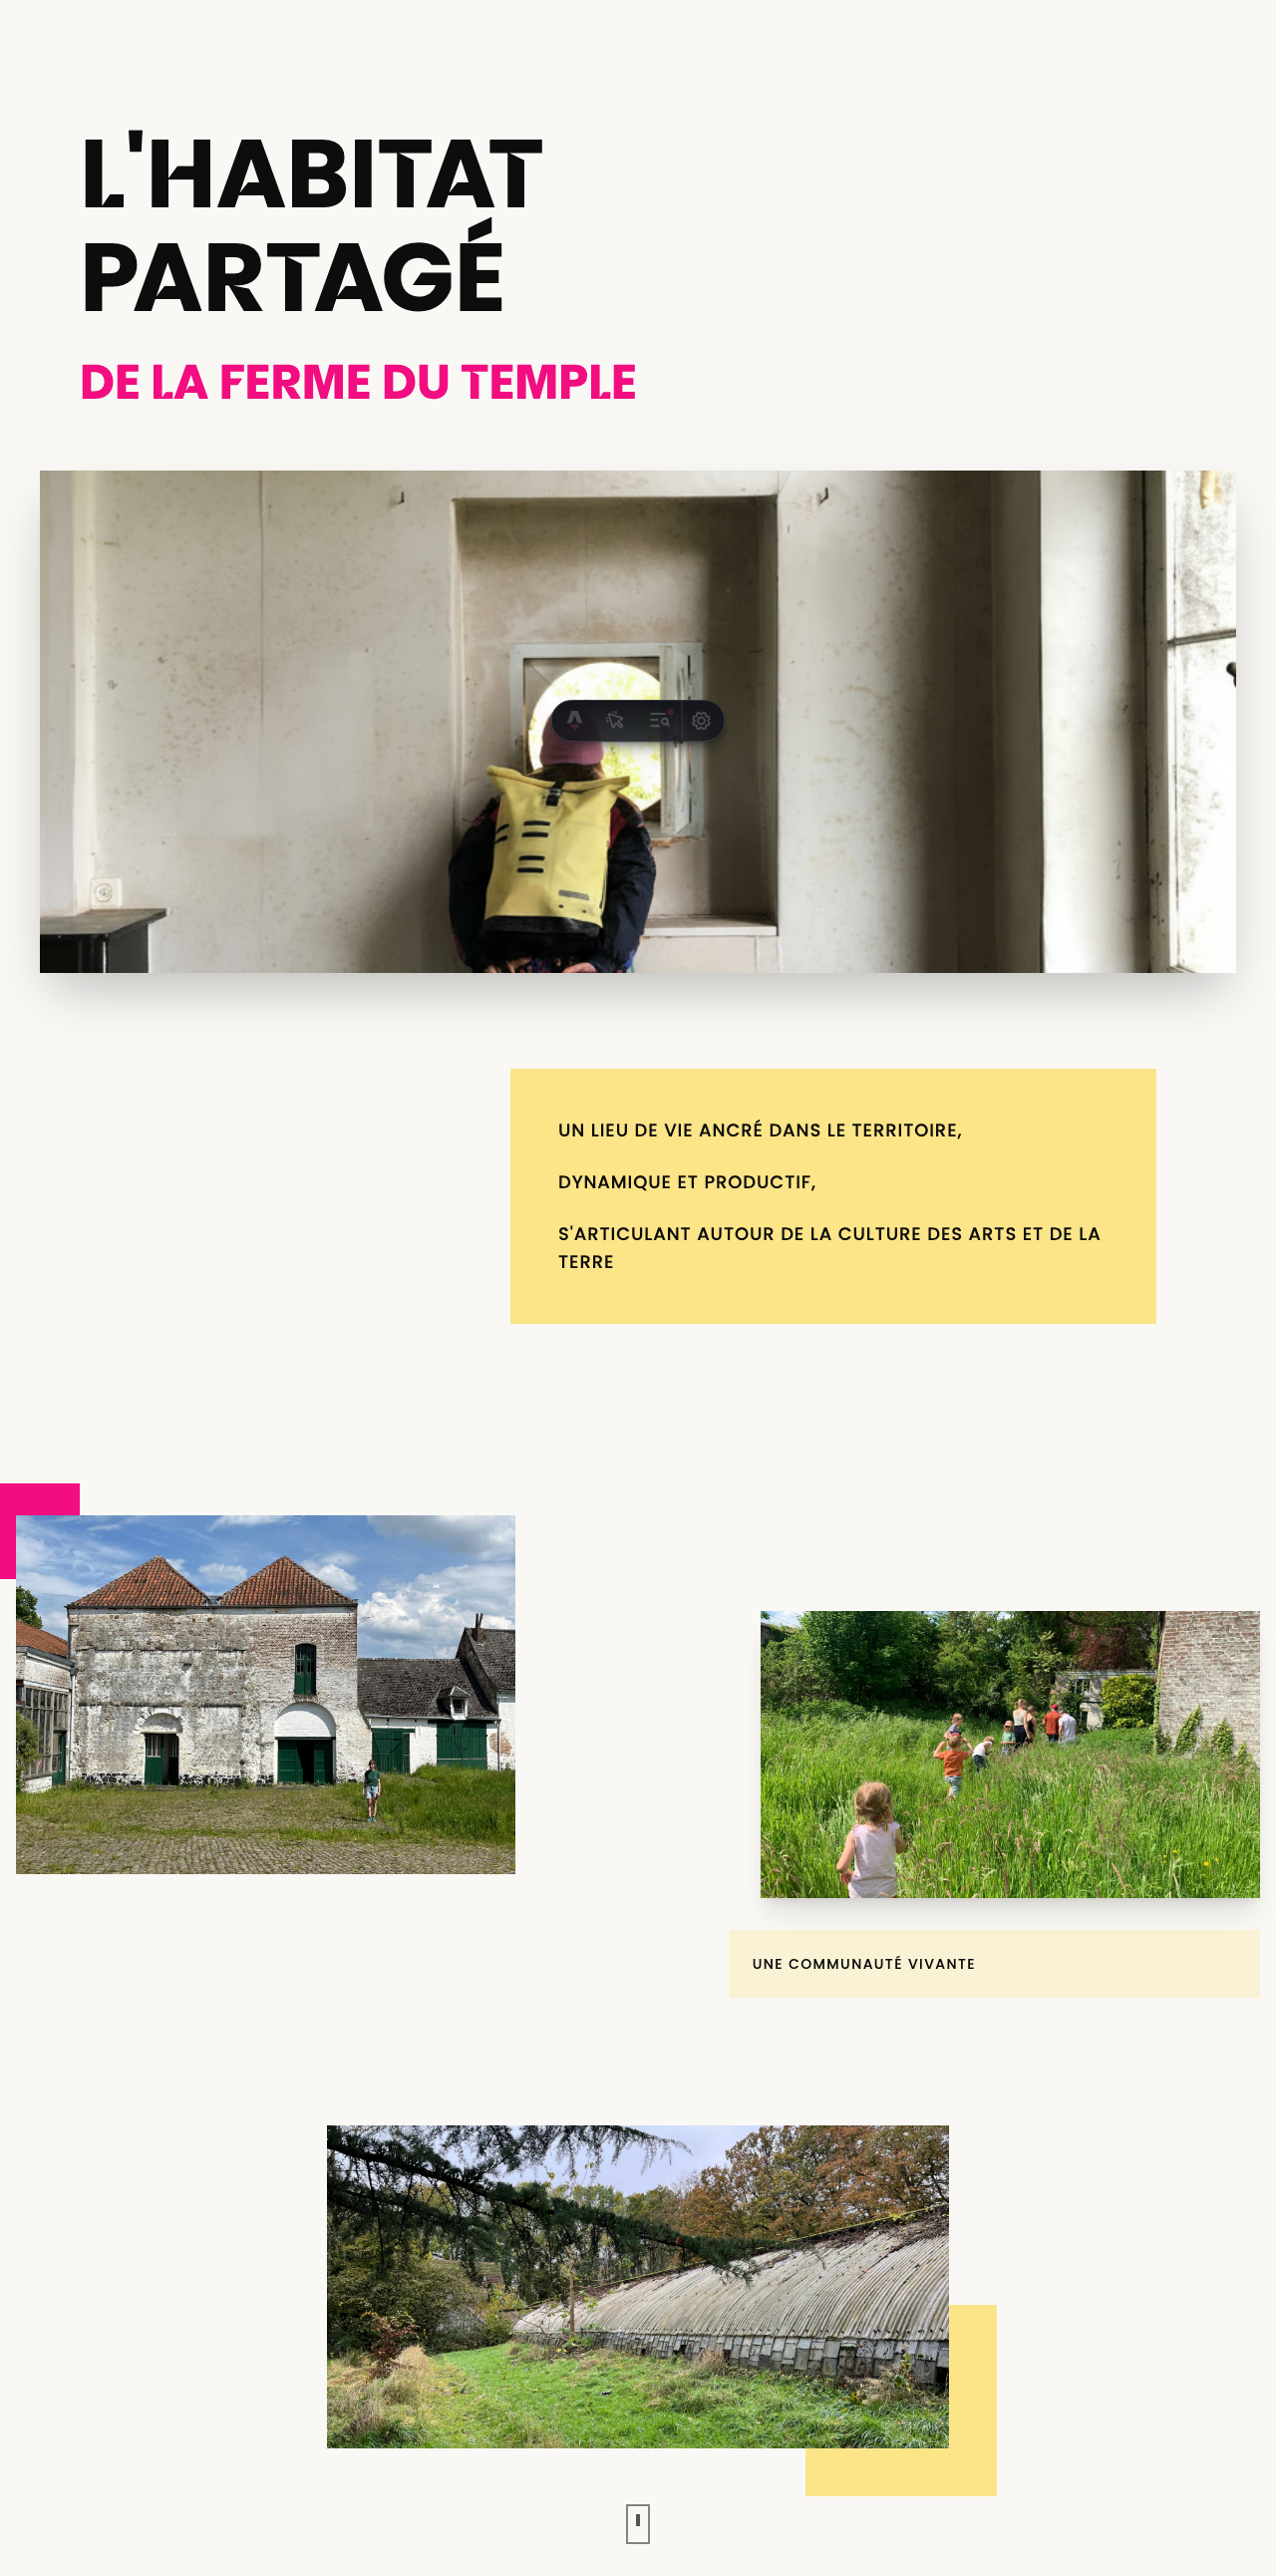 L'HABITAT
PARTAGÉ
DE LA FERME DU TEMPLE
UN LIEU DE VIE ANCRÉ DANS LE TERRITOIRE,
DYNAMIQUE ET PRODUCTIF,
S'ARTICULANT AUTOUR DE LA CULTURE DES ARTS ET DE LA
TERRE
UNE COMMUNAUTÉ VIVANTE